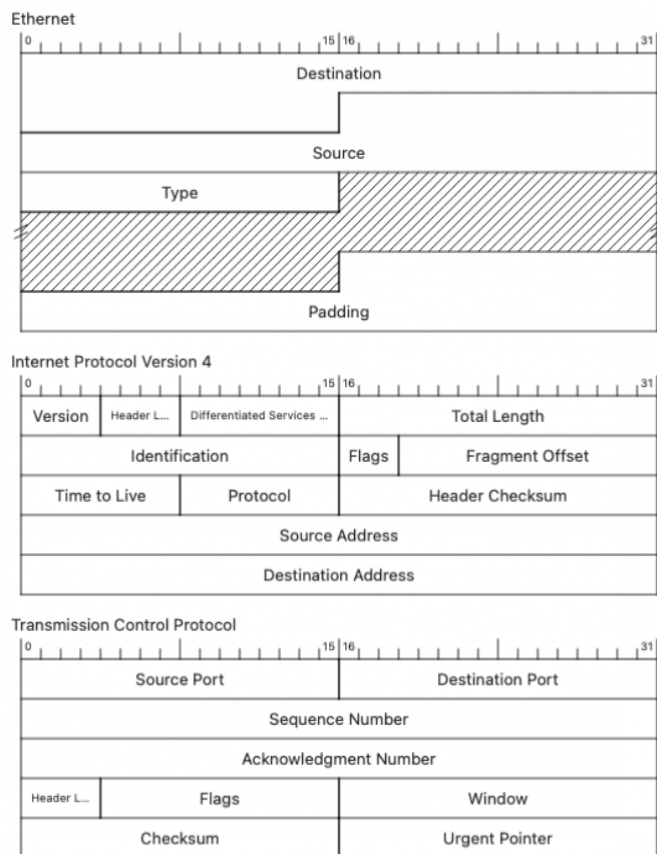 Ethernet
0 15 16 31
Destination
Source
Type
Padding
Internet Protocol Version 4
0 15 16 31
Version Header L... Differentiated Services ... Total Length
Identification Flags Fragment Offset
Time to Live Protocol Header Checksum
Source Address
Destination Address
Transmission Control Protocol
0 15 16 31
Source Port Destination Port
Sequence Number
Acknowledgment Number
Header L... Flags Window
Checksum Urgent Pointer